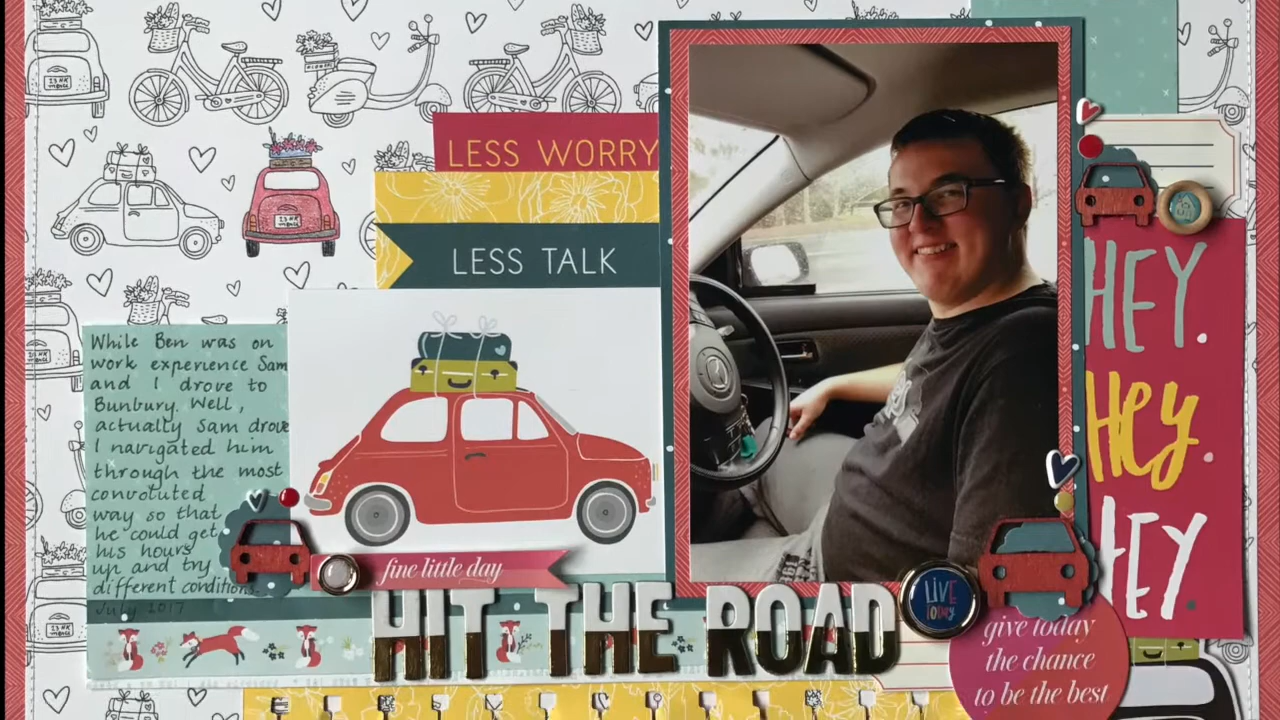 LESS WORRY
LESS TALK
While Ben was on
work experience Sam
and I drove to
Bunbury. Well,
actually Sam drove
I navigated him
through the most
convoluted
way so that
he could get
his hours
up and try
different conditions.
July 2017
fine little day
HIT THE ROAD
LIVE
Today
HEY.
Hey.
HEY
give today
the chance
to be the best